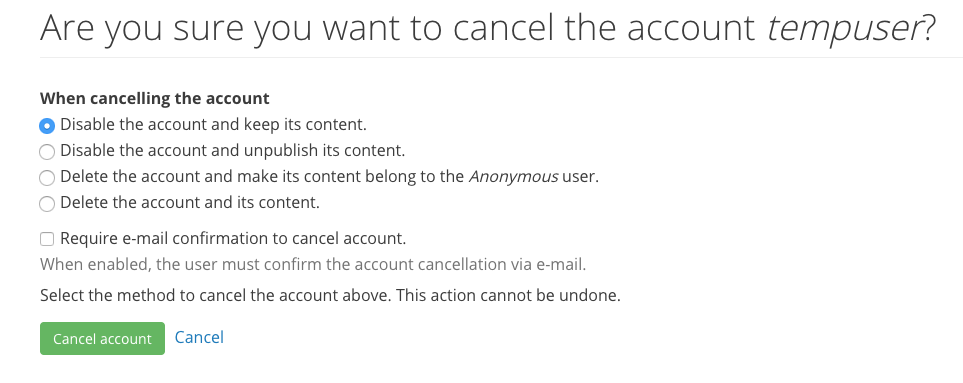 Are you sure you want to cancel the account tempuser?
When cancelling the account
Disable the account and keep its content.
Disable the account and unpublish its content.
Delete the account and make its content belong to the Anonymous user.
Delete the account and its content.
Require e-mail confirmation to cancel account.
When enabled, the user must confirm the account cancellation via e-mail.
Select the method to cancel the account above. This action cannot be undone.
Cancel account Cancel